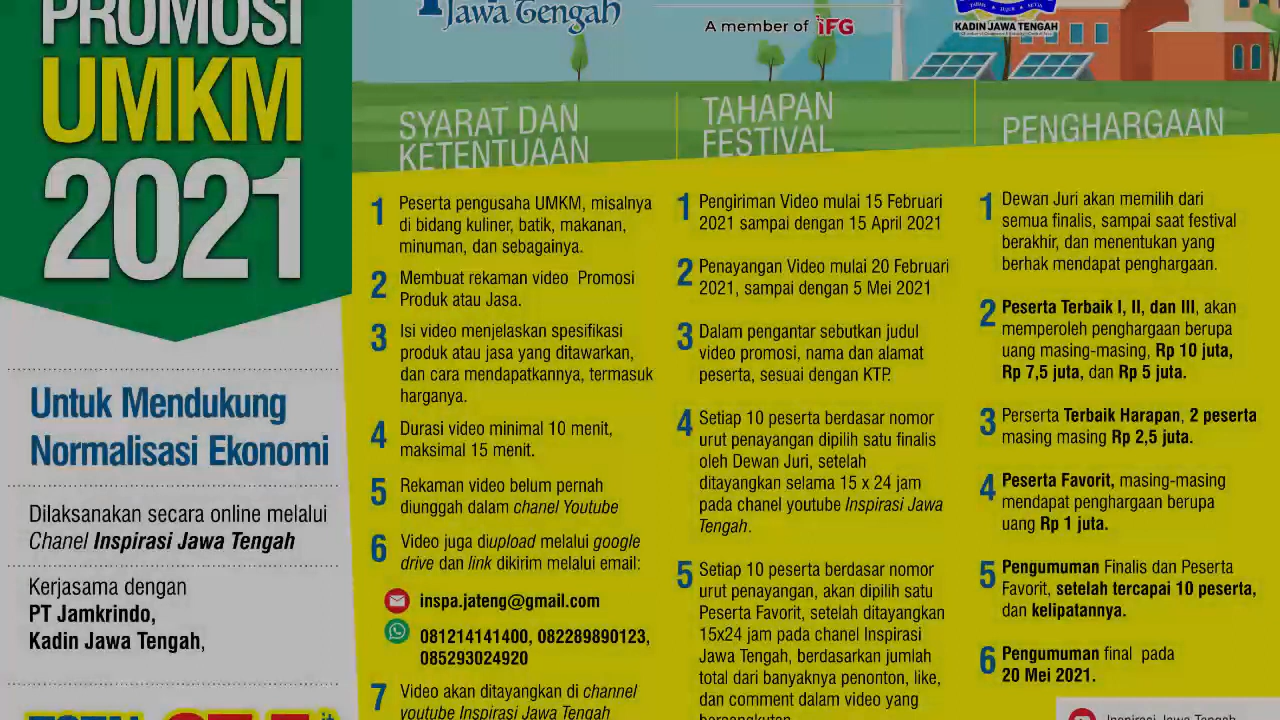 PROMOSI
UMKM
2021
Untuk Mendukung
Normalisasi Ekonomi
Dilaksanakan secara online melalui
Chanel Inspirasi Jawa Tengah
Kerjasama dengan
PT Jamkrindo,
Kadin Jawa Tengah,
Jawa Tengah
A member of IFG
KADIN JAWA TENGAH
SYARAT DAN
KETENTUAAN
1 Peserta pengusaha UMKM, misalnya
di bidang kuliner, batik, makanan,
minuman, dan sebagainya.
2 Membuat rekaman video Promosi
Produk atau Jasa.
3 Isi video menjelaskan spesifikasi
produk atau jasa yang ditawarkan,
dan cara mendapatkannya, termasuk
harganya.
4 Durasi video minimal 10 menit,
maksimal 15 menit.
5 Rekaman video belum pernah
diunggah dalam chanel Youtube
6 Video juga diupload melalui google
drive dan link dikirim melalui email:
inspa.jateng@gmail.com
081214141400, 082289890123,
085293024920
7 Video akan ditayangkan di channel
youtube Inspirasi Jawa Tengah
TAHAPAN
FESTIVAL
1 Pengiriman Video mulai 15 Februari
2021 sampai dengan 15 April 2021
2 Penayangan Video mulai 20 Februari
2021, sampai dengan 5 Mei 2021
3 Dalam pengantar sebutkan judul
video promosi, nama dan alamat
peserta, sesuai dengan KTP.
4 Setiap 10 peserta berdasar nomor
urut penayangan dipilih satu finalis
oleh Dewan Juri, setelah
ditayangkan selama 15 x 24 jam
pada chanel youtube Inspirasi Jawa
Tengah.
5 Setiap 10 peserta berdasar nomor
urut penayangan, akan dipilih satu
Peserta Favorit, setelah ditayangkan
15x24 jam pada chanel Inspirasi
Jawa Tengah, berdasarkan jumlah
total dari banyaknya penonton, like,
dan comment dalam video yang
bersangkutan.
PENGHARGAAN
1 Dewan Juri akan memilih dari
semua finalis, sampai saat festival
berakhir, dan menentukan yang
berhak mendapat penghargaan.
2 Peserta Terbaik I, II, dan III, akan
memperoleh penghargaan berupa
uang masing-masing, Rp 10 juta,
Rp 7,5 juta, dan Rp 5 juta.
3 Perserta Terbaik Harapan, 2 peserta
masing masing Rp 2,5 juta.
4 Peserta Favorit, masing-masing
mendapat penghargaan berupa
uang Rp 1 juta.
5 Pengumuman Finalis dan Peserta
Favorit, setelah tercapai 10 peserta,
dan kelipatannya.
6 Pengumuman final pada
20 Mei 2021.
Inspirasi Jawa Tengah